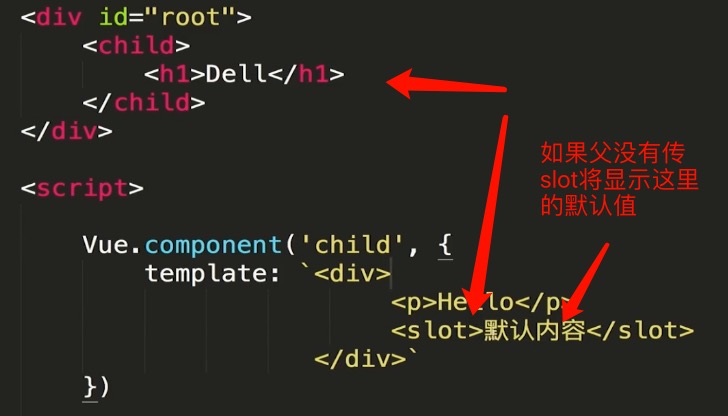 <div id="root">
<child>
<h1>Dell</h1>
</child>
</div>
如果父没有传
slot将显示这里
的默认值
<script>
Vue.component('child', {
template: `<div>
<p>Hello</p>
<slot>默认内容</slot>
</div>`
})